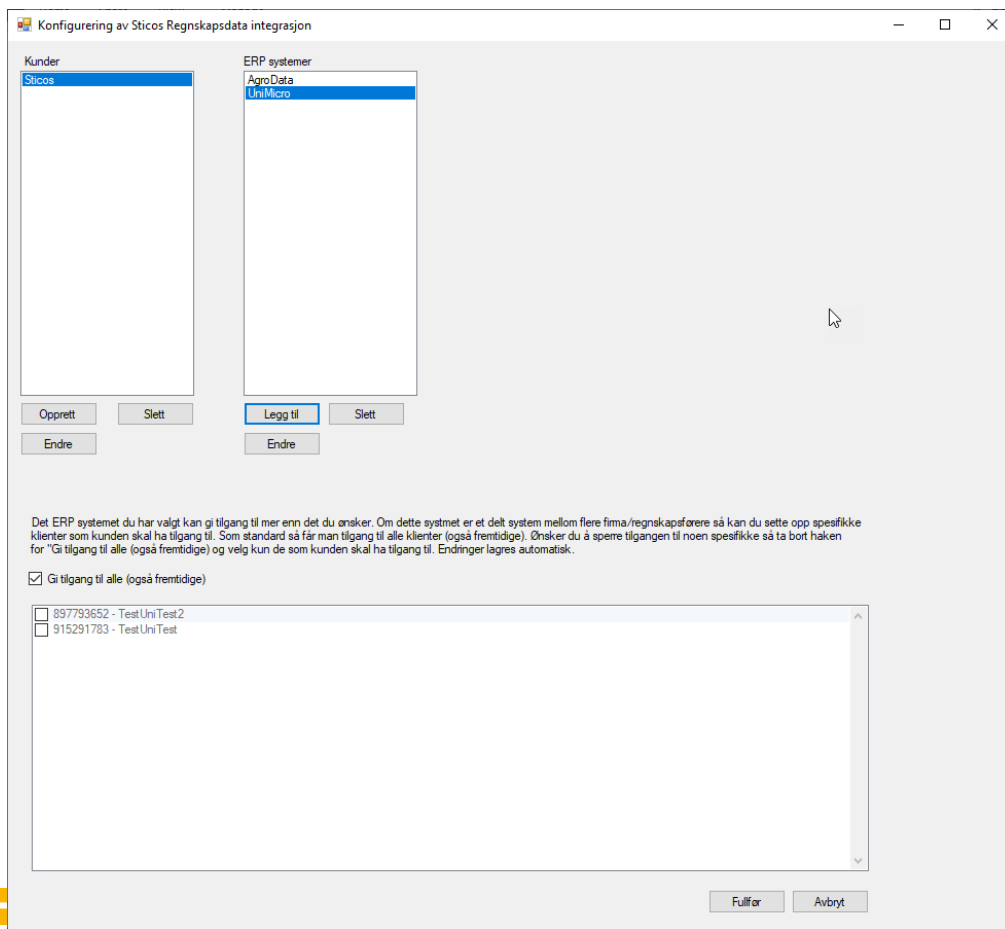 Konfigurering av Sticos Regnskapsdata integrasjon
Kunder
Sticos
ERP systemer
AgroData
UniMicro
Opprett
Slett
Legg til
Slett
Endre
Endre
Det ERP systemet du har valgt kan gi tilgang til mer enn det du ønsker. Om dette systmet er et delt system mellom flere firma/regnskapsførere så kan du sette opp spesifikke
klienter som kunden skal ha tilgang til. Som standard så får man tilgang til alle klienter (også fremtidige). Ønsker du å sperre tilgangen til noen spesifikke så ta bort haken
for "Gi tilgang til alle (også fremtidige) og velg kun de som kunden skal ha tilgang til. Endringer lagres automatisk.
Gi tilgang til alle (også fremtidige)
897793652 - TestUniTest2
915291783 - TestUniTest
Fullfør
Avbryt